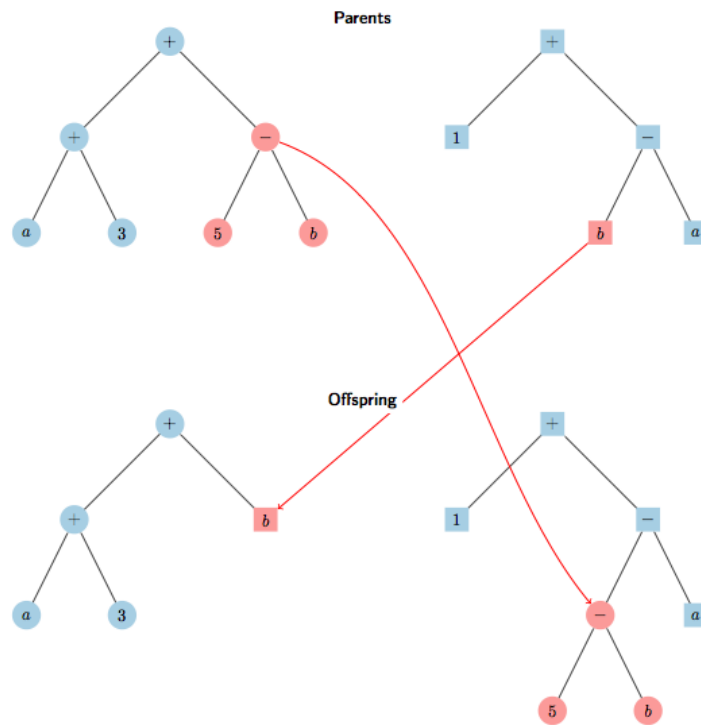 Parents
+ +
+ − 1 −
a 3 5 b b a
Offspring
+ +
+ b 1 −
a 3 − a
5 b